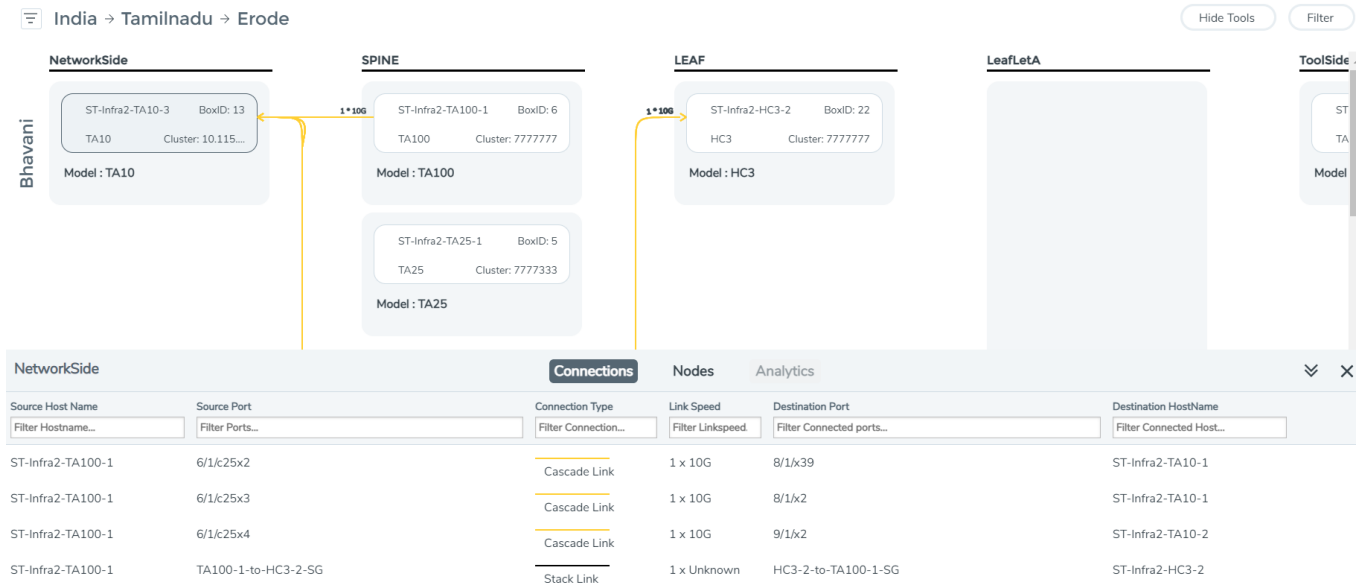 India → Tamilnadu → Erode
Hide Tools
Filter
NetworkSide
SPINE
LEAF
LeafLetA
ToolSide
Bhavani
ST-Infra2-TA10-3 BoxID: 13
TA10 Cluster: 10.115....
Model : TA10
1 * 10G
ST-Infra2-TA100-1 BoxID: 6
TA100 Cluster: 7777777
Model : TA100
ST-Infra2-TA25-1 BoxID: 5
TA25 Cluster: 7777333
Model : TA25
1 * 10G
ST-Infra2-HC3-2 BoxID: 22
HC3 Cluster: 7777777
Model : HC3
ST
TA
Model
NetworkSide
Connections
Nodes
Analytics
Source Host Name Source Port Connection Type Link Speed Destination Port Destination HostName
Filter Hostname... Filter Ports... Filter Connection... Filter Linkspeed. Filter Connected ports... Filter Connected Host...
ST-Infra2-TA100-1 6/1/c25x2 Cascade Link 1 x 10G 8/1/x39 ST-Infra2-TA10-1
ST-Infra2-TA100-1 6/1/c25x3 Cascade Link 1 x 10G 8/1/x2 ST-Infra2-TA10-1
ST-Infra2-TA100-1 6/1/c25x4 Cascade Link 1 x 10G 9/1/x2 ST-Infra2-TA10-2
ST-Infra2-TA100-1 TA100-1-to-HC3-2-SG Stack Link 1 x Unknown HC3-2-to-TA100-1-SG ST-Infra2-HC3-2